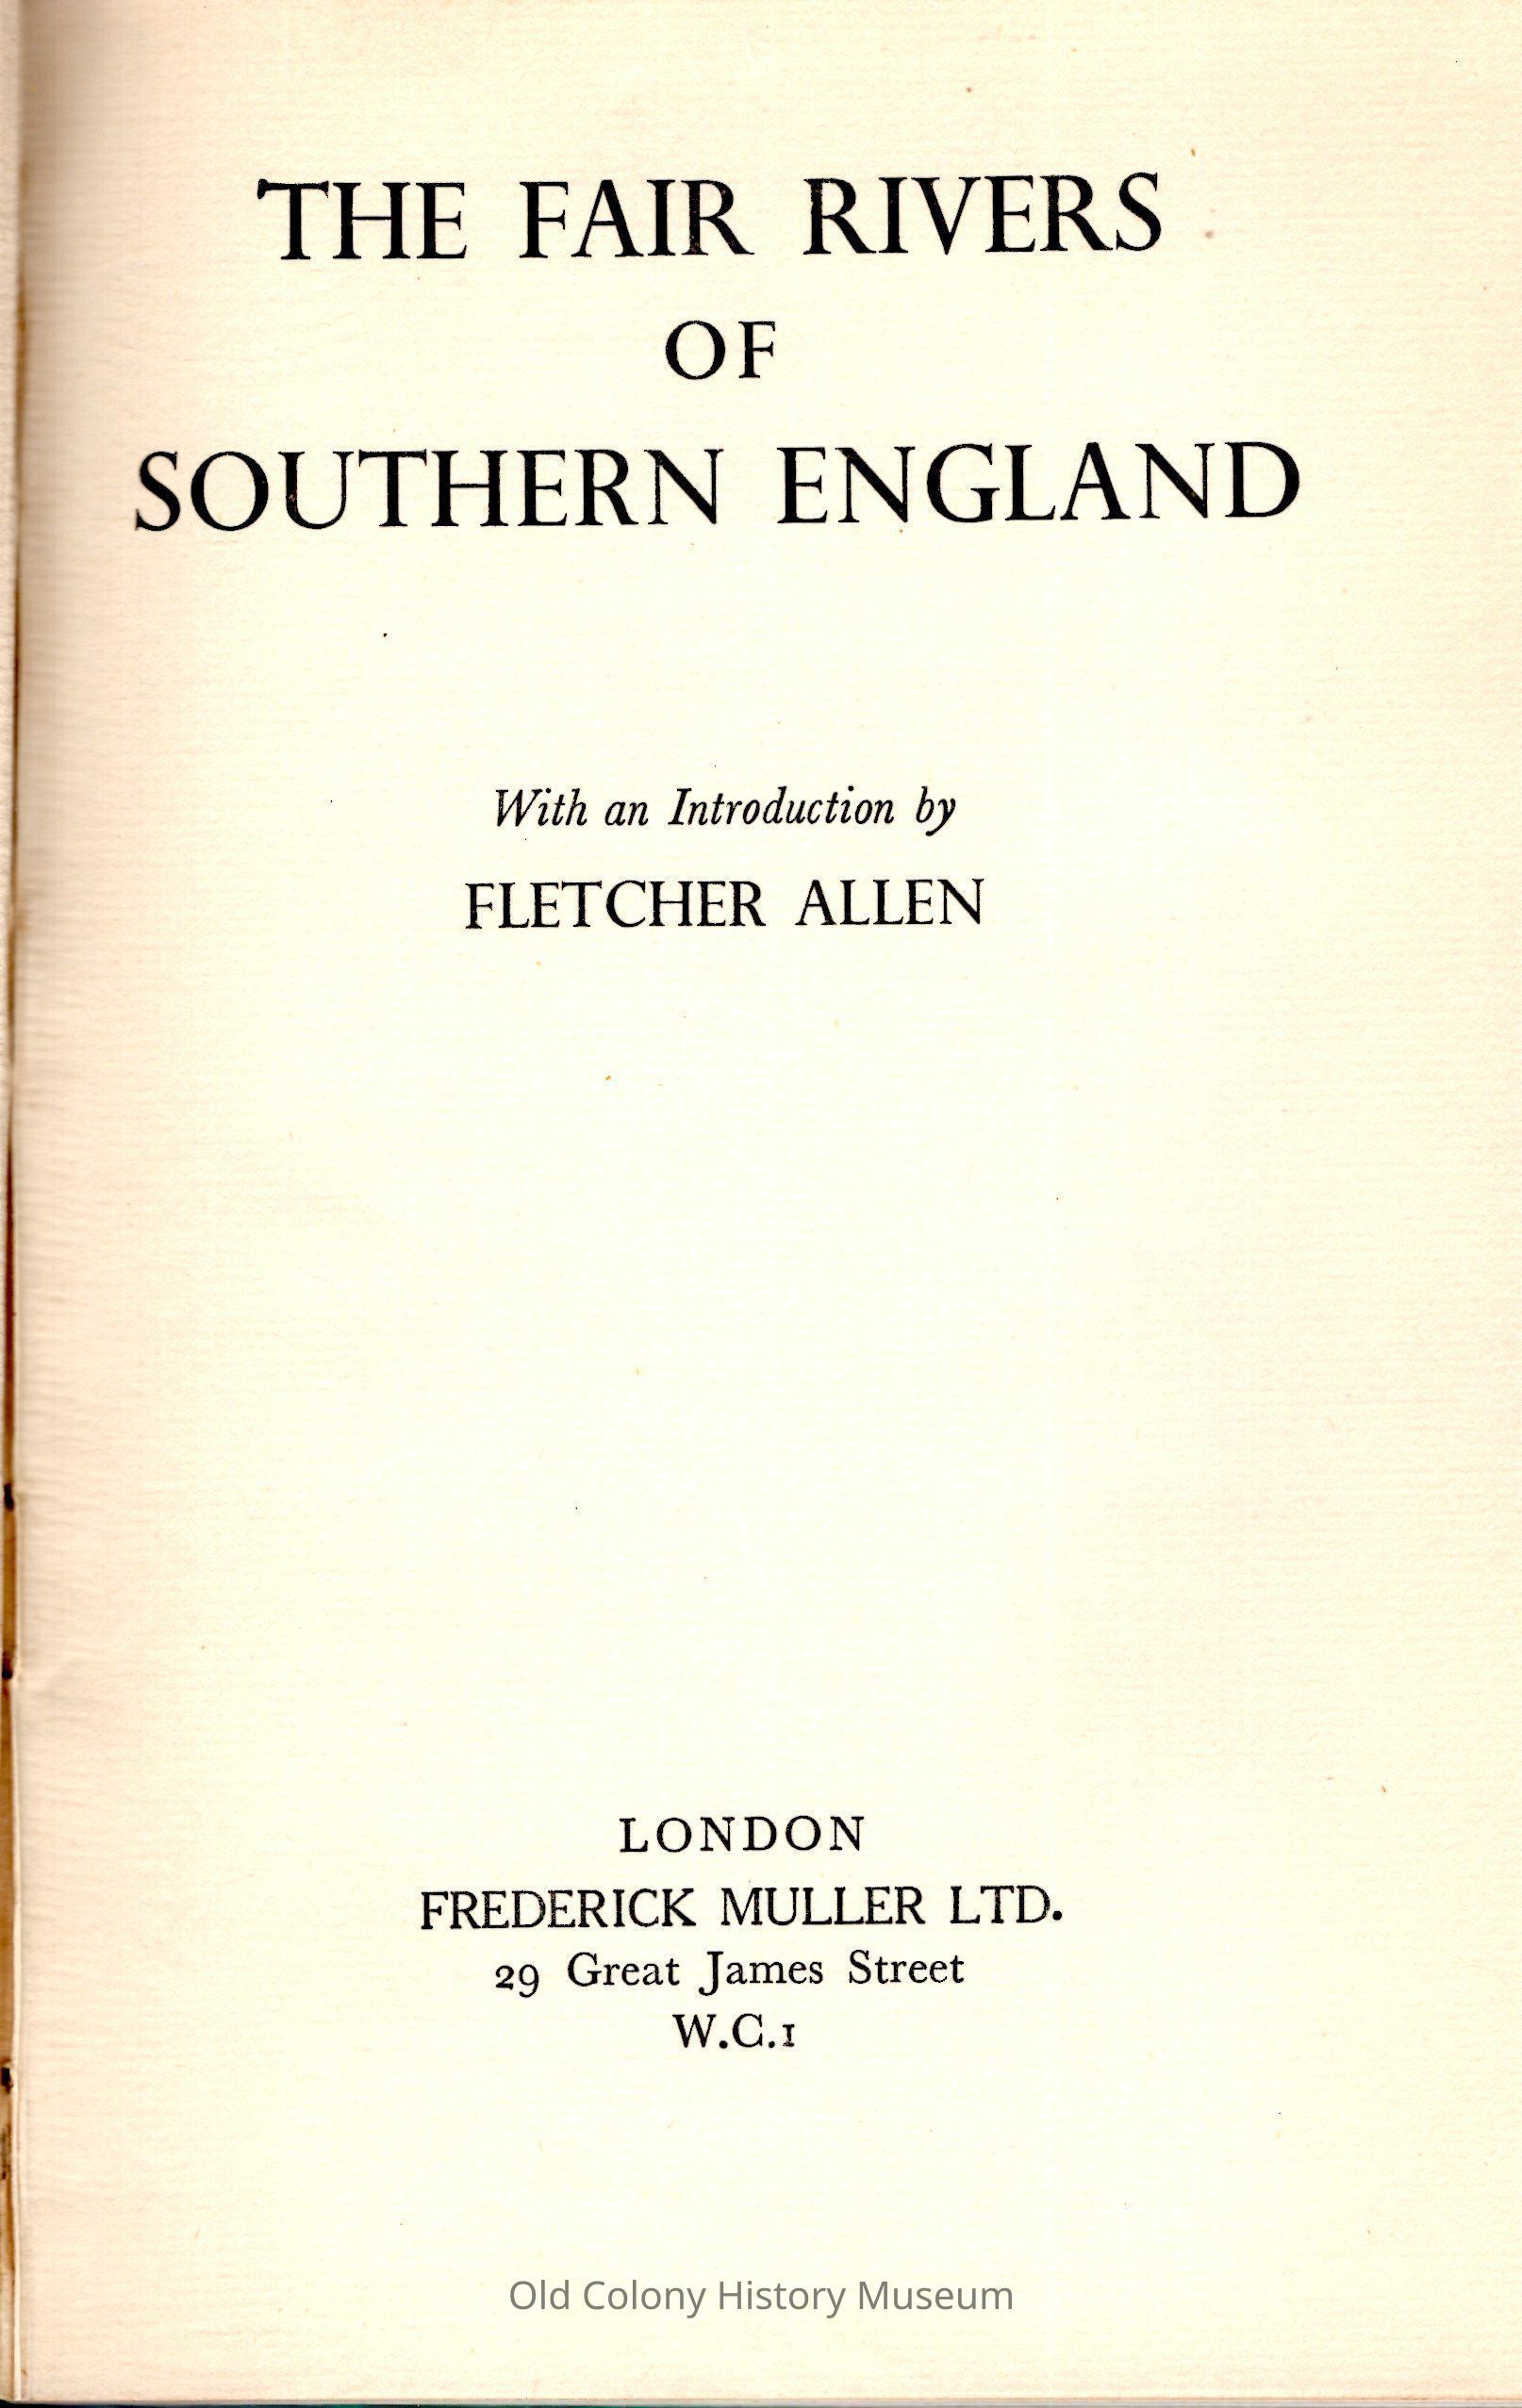 THE FAIR RIVERS
OF
SOUTHERN ENGLAND
With an Introduction by
FLETCHER ALLEN
LONDON
FREDERICK MULLER LTD.
29 Great James Street
W.C.1
Old Colony History Museum